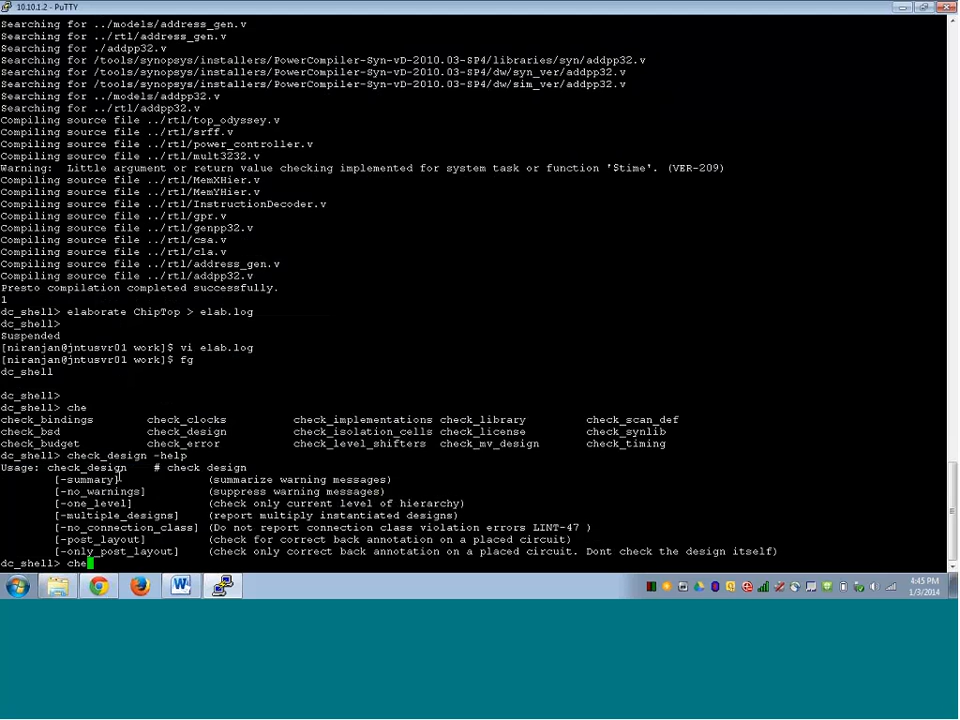 10.10.1.2 - PuTTY
Searching for ../models/address_gen.v
Searching for ../rtl/address_gen.v
Searching for ./addpp32.v
Searching for /tools/synopsys/installers/PowerCompiler-Syn-vD-2010.03-SP4/libraries/syn/addpp32.v
Searching for /tools/synopsys/installers/PowerCompiler-Syn-vD-2010.03-SP4/dw/syn_ver/addpp32.v
Searching for /tools/synopsys/installers/PowerCompiler-Syn-vD-2010.03-SP4/dw/sim_ver/addpp32.v
Searching for ../models/addpp32.v
Searching for ../rtl/addpp32.v
Compiling source file ../rtl/top_odyssey.v
Compiling source file ../rtl/srff.v
Compiling source file ../rtl/power_controller.v
Compiling source file ../rtl/mult3232.v
Warning:  Little argument or return value checking implemented for system task or function '$time'. (VER-209)
Compiling source file ../rtl/MemXHier.v
Compiling source file ../rtl/MemYHier.v
Compiling source file ../rtl/InstructionDecoder.v
Compiling source file ../rtl/gpr.v
Compiling source file ../rtl/genpp32.v
Compiling source file ../rtl/csa.v
Compiling source file ../rtl/cla.v
Compiling source file ../rtl/address_gen.v
Compiling source file ../rtl/addpp32.v
Presto compilation completed successfully.
1
dc_shell> elaborate ChipTop > elab.log
dc_shell>
Suspended
[niranjan@jntusvr01 work]$ vi elab.log
[niranjan@jntusvr01 work]$ fg
dc_shell
dc_shell>
dc_shell> che
check_bindings check_clocks check_implementations check_library check_scan_def
check_bsd check_design check_isolation_cells check_license check_synlib
check_budget check_error check_level_shifters check_mv_design check_timing
dc_shell> check_design -help
Usage: check_design # check design
[-summary] (summarize warning messages)
[-no_warnings] (suppress warning messages)
[-one_level] (check only current level of hierarchy)
[-multiple_designs] (report multiply instantiated designs)
[-no_connection_class] (Do not report connection class violation errors LINT-47 )
[-post_layout] (check for correct back annotation on a placed circuit)
[-only_post_layout] (check only correct back annotation on a placed circuit. Dont check the design itself)
dc_shell> che
4:45 PM
1/3/2014